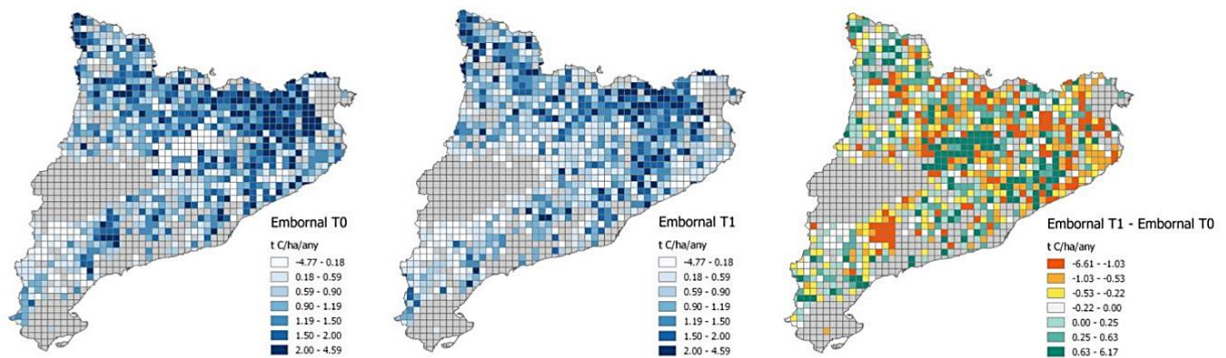 Embornal T0
t C/ha/any
-4.77 - 0.18
0.18 - 0.59
0.59 - 0.90
0.90 - 1.19
1.19 - 1.50
1.50 - 2.00
2.00 - 4.59
Embornal T1
t C/ha/any
-4.77 - 0.18
0.18 - 0.59
0.59 - 0.90
0.90 - 1.19
1.19 - 1.50
1.50 - 2.00
2.00 - 4.59
Embornal T1 - Embornal T0
t C/ha/any
-6.61 - -1.03
-1.03 - -0.53
-0.53 - -0.22
-0.22 - 0.00
0.00 - 0.25
0.25 - 0.63
0.63 - 6.17